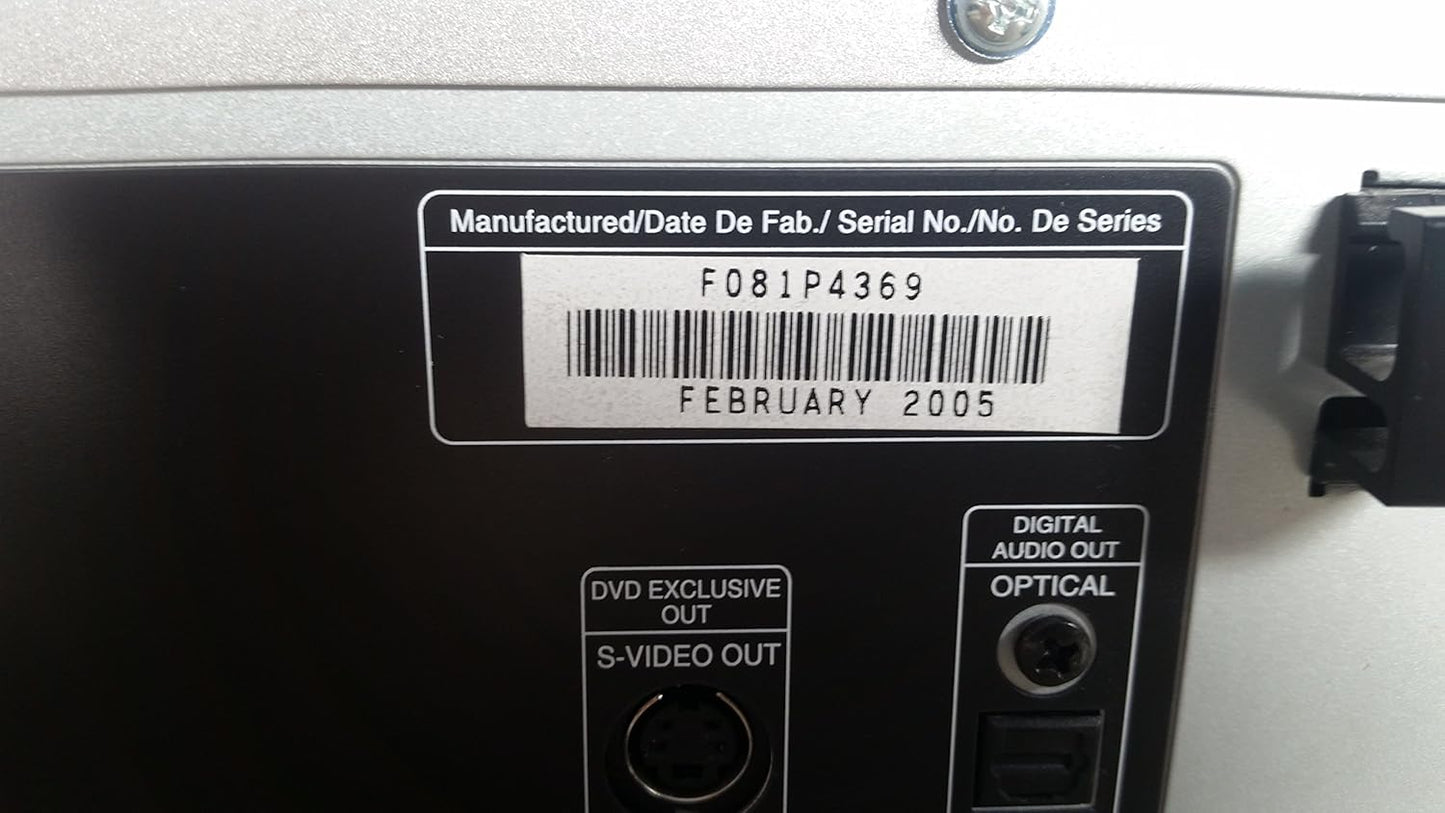 Manufactured/Date De Fab./ Serial No./No. De Series
F081P4369
FEBRUARY 2005
DVD EXCLUSIVE
OUT
S-VIDEO OUT
DIGITAL
AUDIO OUT
OPTICAL